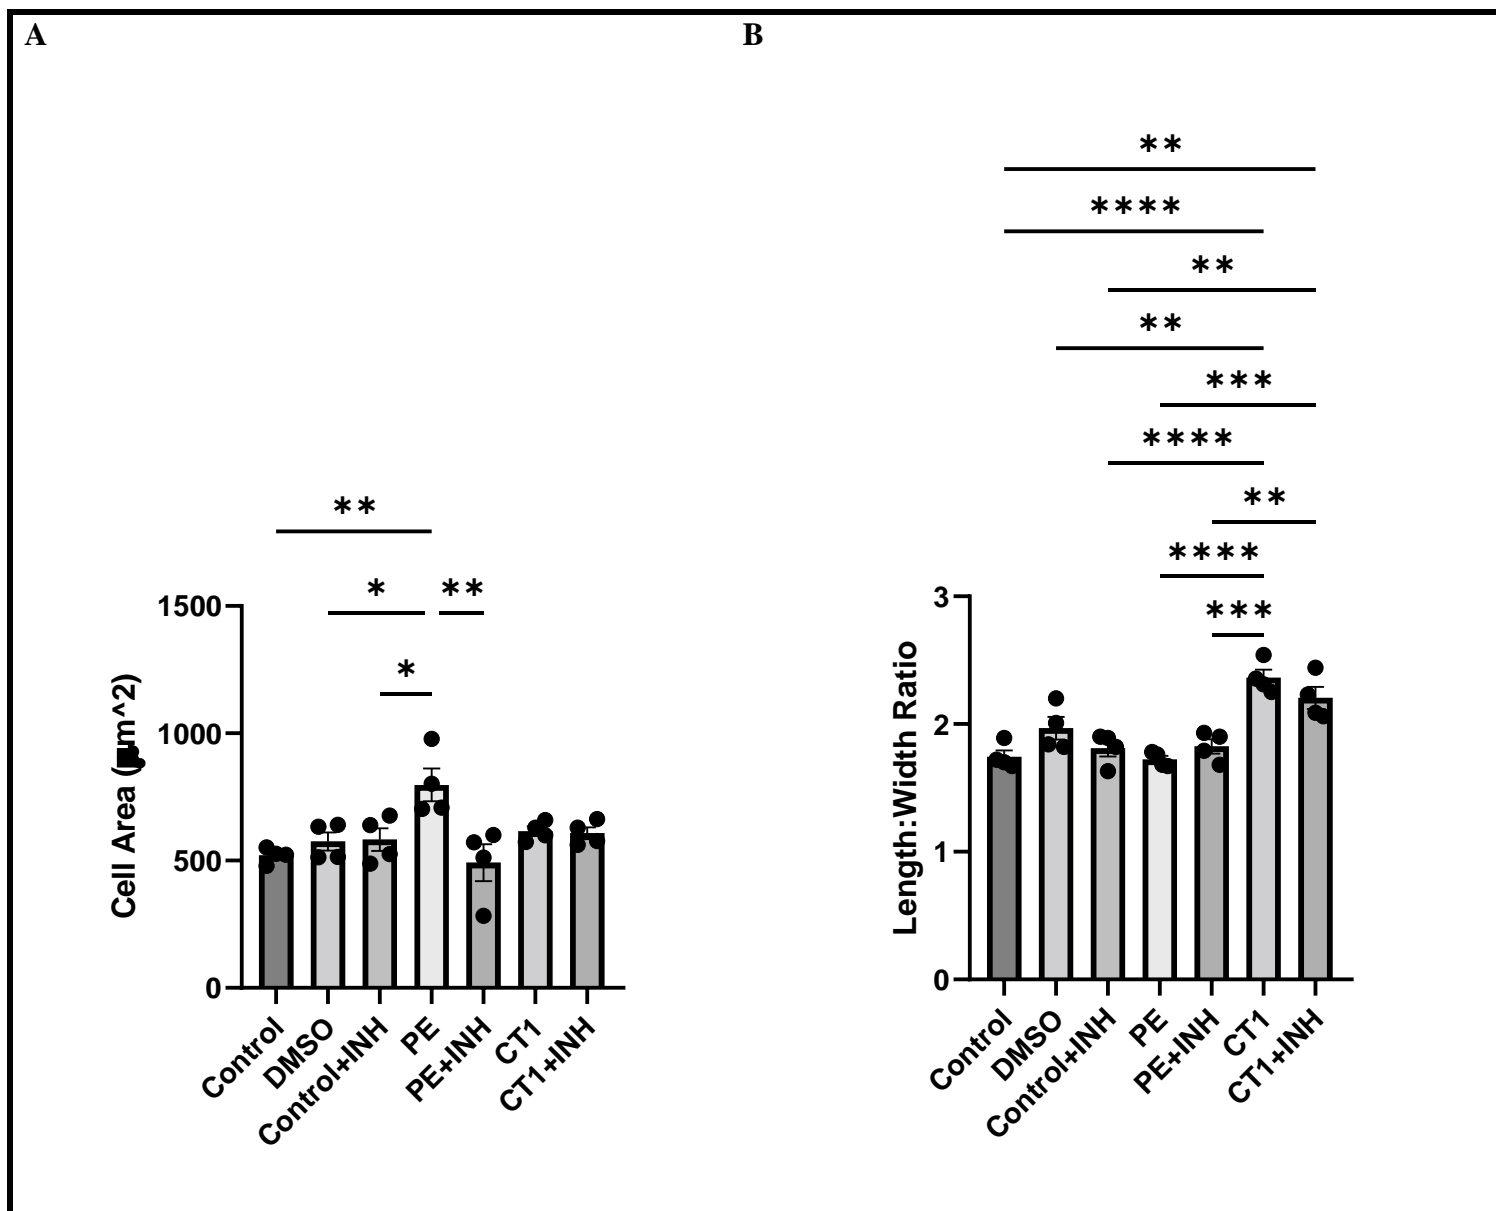 A
B
**
****
**
**
***
****
**
****
***
**
*
**
*
1500
1000
500
0
Cell Area (m^2)
Control
DMSO
Control+INH
PE
PE+INH
CT1
CT1+INH
3
2
1
0
Length:Width Ratio
Control
DMSO
Control+INH
PE
PE+INH
CT1
CT1+INH